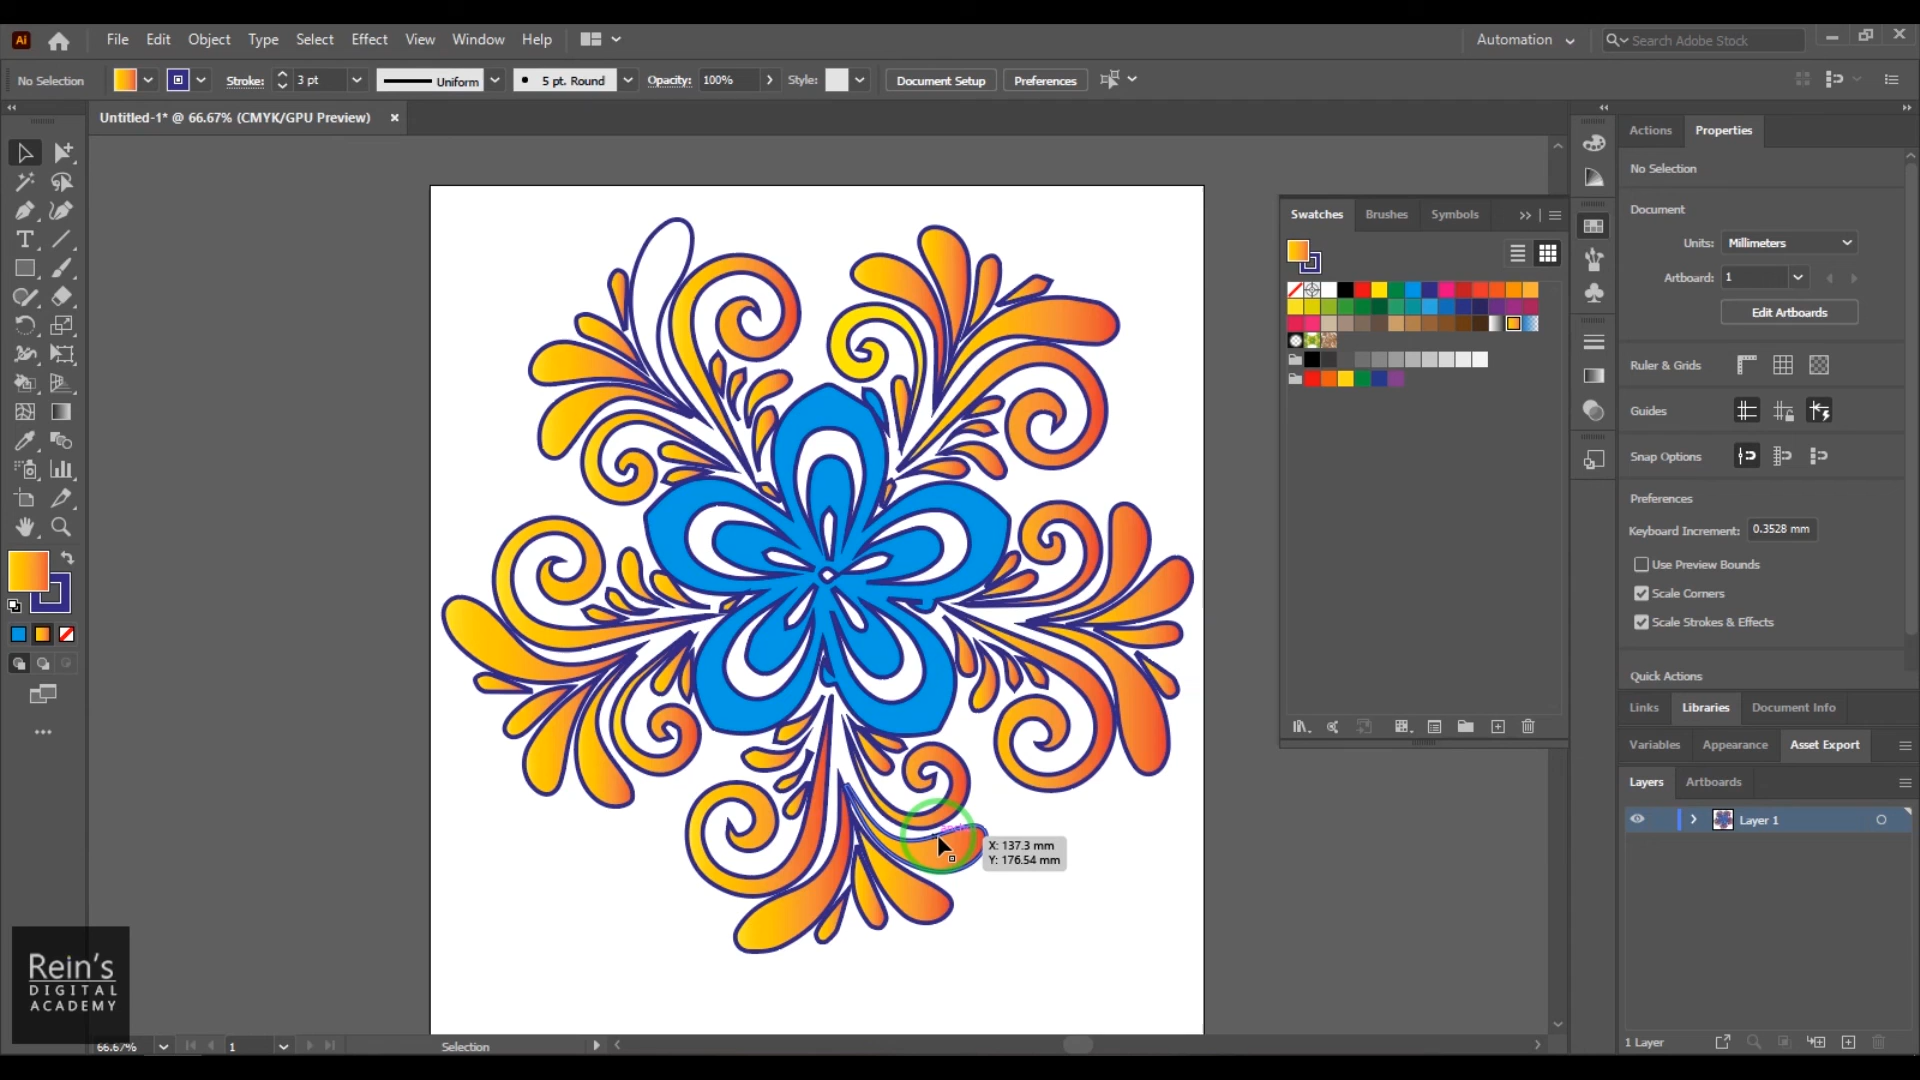 Ai
File Edit Object Type Select Effect View Window Help
Automation
Search Adobe Stock
No Selection
Stroke:
3 pt
Uniform
5 pt. Round
Opacity:
100%
Style:
Document Setup
Preferences
Untitled-1* @ 66.67% (CMYK/GPU Preview)
Actions
Properties
No Selection
Document
Units:
Millimeters
Artboard:
1
Edit Artboards
Ruler & Grids
Guides
Snap Options
Preferences
Keyboard Increment:
0.3528 mm
Use Preview Bounds
Scale Corners
Scale Strokes & Effects
Quick Actions
Links
Libraries
Document Info
Variables
Appearance
Asset Export
Layers
Artboards
Layer 1
1 Layer
Swatches
Brushes
Symbols
X: 137.3 mm
Y: 176.54 mm
Rein's
DIGITAL
ACADEMY
66.67%
1
Selection